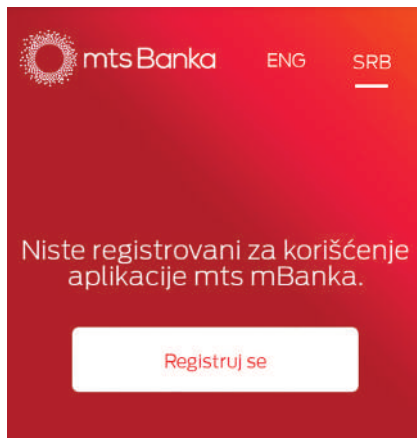 mts Banka ENG SRB
Niste registrovani za korišćenje
aplikacije mts mBanka.
Registruj se